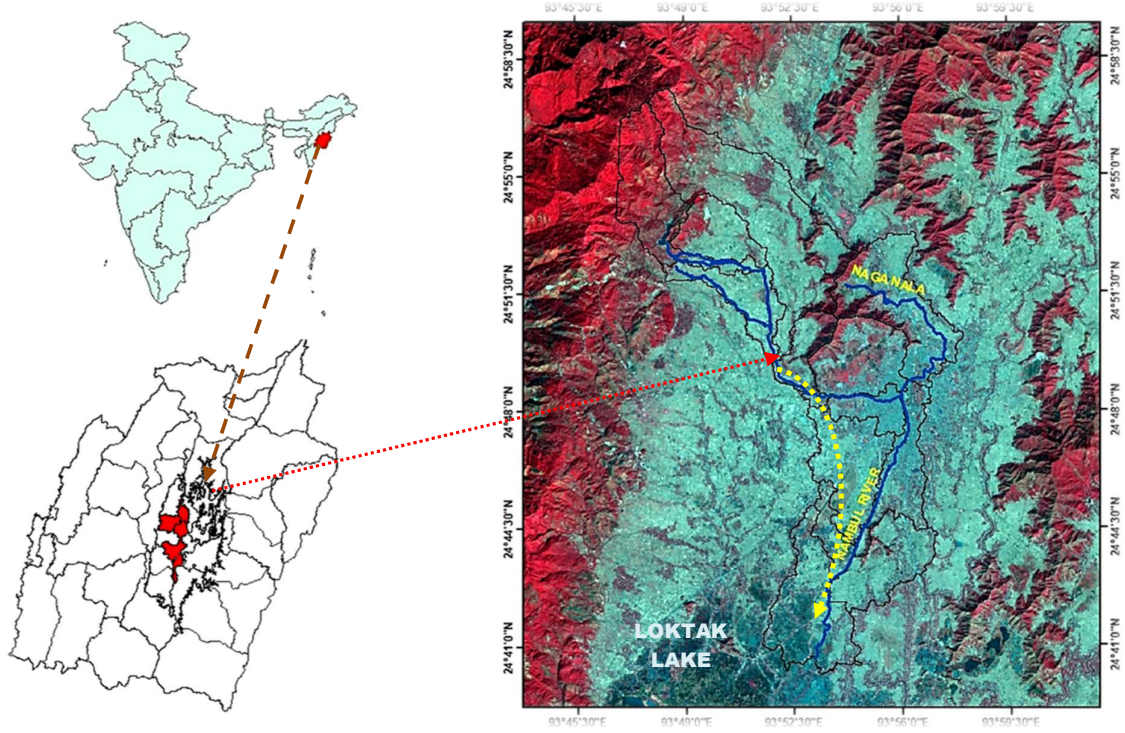 93°45'30"E 93°49'0"E 93°52'30"E 93°56'0"E 93°59'30"E
24°58'30"N 24°58'30"N
24°55'0"N 24°55'0"N
NAGA NALA
24°51'30"N 24°51'30"N
24°48'0"N 24°48'0"N
NAMBUL RIVER
24°44'30"N 24°44'30"N
LOKTAK
LAKE
24°41'0"N 24°41'0"N
93°45'30"E 93°49'0"E 93°52'30"E 93°56'0"E 93°59'30"E